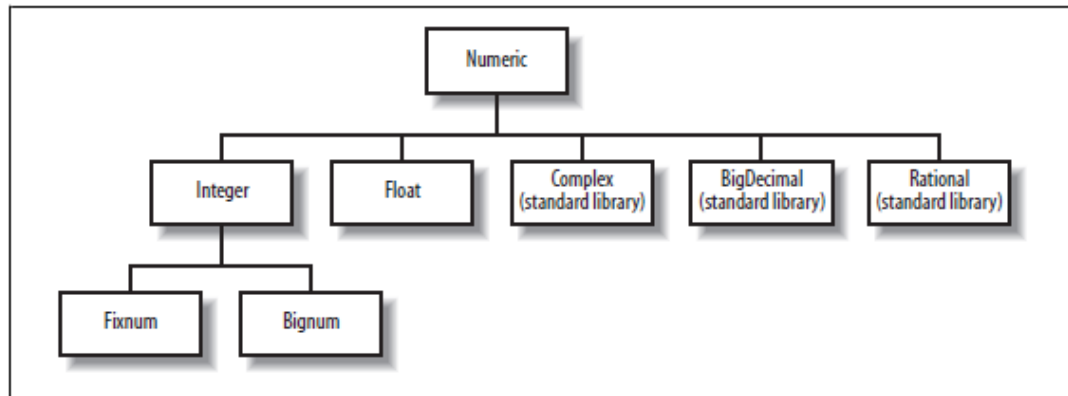 Numeric
Integer
Float
Complex
(standard library)
BigDecimal
(standard library)
Rational
(standard library)
Fixnum
Bignum